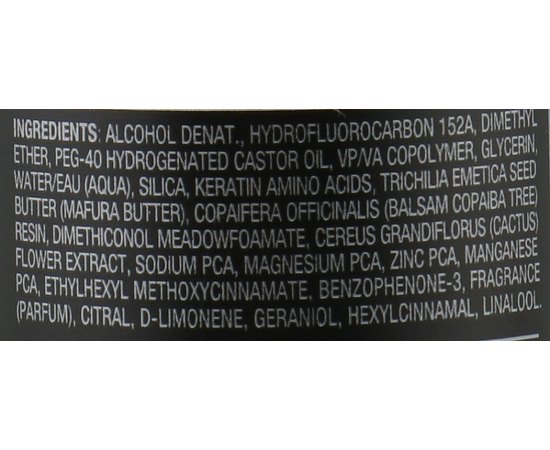 INGREDIENTS: ALCOHOL DENAT., HYDROFLUOROCARBON 152A, DIMETHYL
ETHER, PEG-40 HYDROGENATED CASTOR OIL, VP/VA COPOLYMER, GLYCERIN,
WATER/EAU (AQUA), SILICA, KERATIN AMINO ACIDS, TRICHILIA EMETICA SEED
BUTTER (MAFURA BUTTER), COPAIFERA OFFICINALIS (BALSAM COPAIBA TREE)
RESIN, DIMETHICONOL MEADOWFOAMATE, CEREUS GRANDIFLORUS (CACTUS)
FLOWER EXTRACT, SODIUM PCA, MAGNESIUM PCA, ZINC PCA, MANGANESE
PCA, ETHYLHEXYL METHOXYCINNAMATE, BENZOPHENONE-3, FRAGRANCE
(PARFUM), CITRAL, D-LIMONENE, GERANIOL, HEXYLCINNAMAL, LINALOOL.